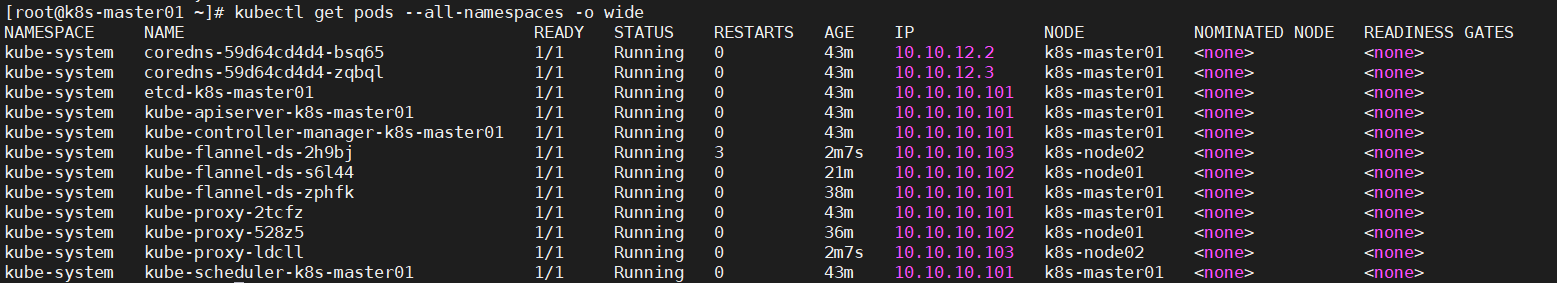 [root@k8s-master01 ~]# kubectl get pods --all-namespaces -o wide
NAMESPACE     NAME                                   READY   STATUS    RESTARTS   AGE    IP             NODE           NOMINATED NODE   READINESS GATES
kube-system   coredns-59d64cd4d4-bsq65               1/1     Running   0          43m    10.10.12.2     k8s-master01   <none>           <none>
kube-system   coredns-59d64cd4d4-zqbql               1/1     Running   0          43m    10.10.12.3     k8s-master01   <none>           <none>
kube-system   etcd-k8s-master01                      1/1     Running   0          43m    10.10.10.101   k8s-master01   <none>           <none>
kube-system   kube-apiserver-k8s-master01            1/1     Running   0          43m    10.10.10.101   k8s-master01   <none>           <none>
kube-system   kube-controller-manager-k8s-master01   1/1     Running   0          43m    10.10.10.101   k8s-master01   <none>           <none>
kube-system   kube-flannel-ds-2h9bj                  1/1     Running   3          2m7s   10.10.10.103   k8s-node02     <none>           <none>
kube-system   kube-flannel-ds-s6l44                  1/1     Running   0          21m    10.10.10.102   k8s-node01     <none>           <none>
kube-system   kube-flannel-ds-zphfk                  1/1     Running   0          38m    10.10.10.101   k8s-master01   <none>           <none>
kube-system   kube-proxy-2tcfz                       1/1     Running   0          43m    10.10.10.101   k8s-master01   <none>           <none>
kube-system   kube-proxy-528z5                       1/1     Running   0          36m    10.10.10.102   k8s-node01     <none>           <none>
kube-system   kube-proxy-ldcll                       1/1     Running   0          2m7s   10.10.10.103   k8s-node02     <none>           <none>
kube-system   kube-scheduler-k8s-master01            1/1     Running   0          43m    10.10.10.101   k8s-master01   <none>           <none>